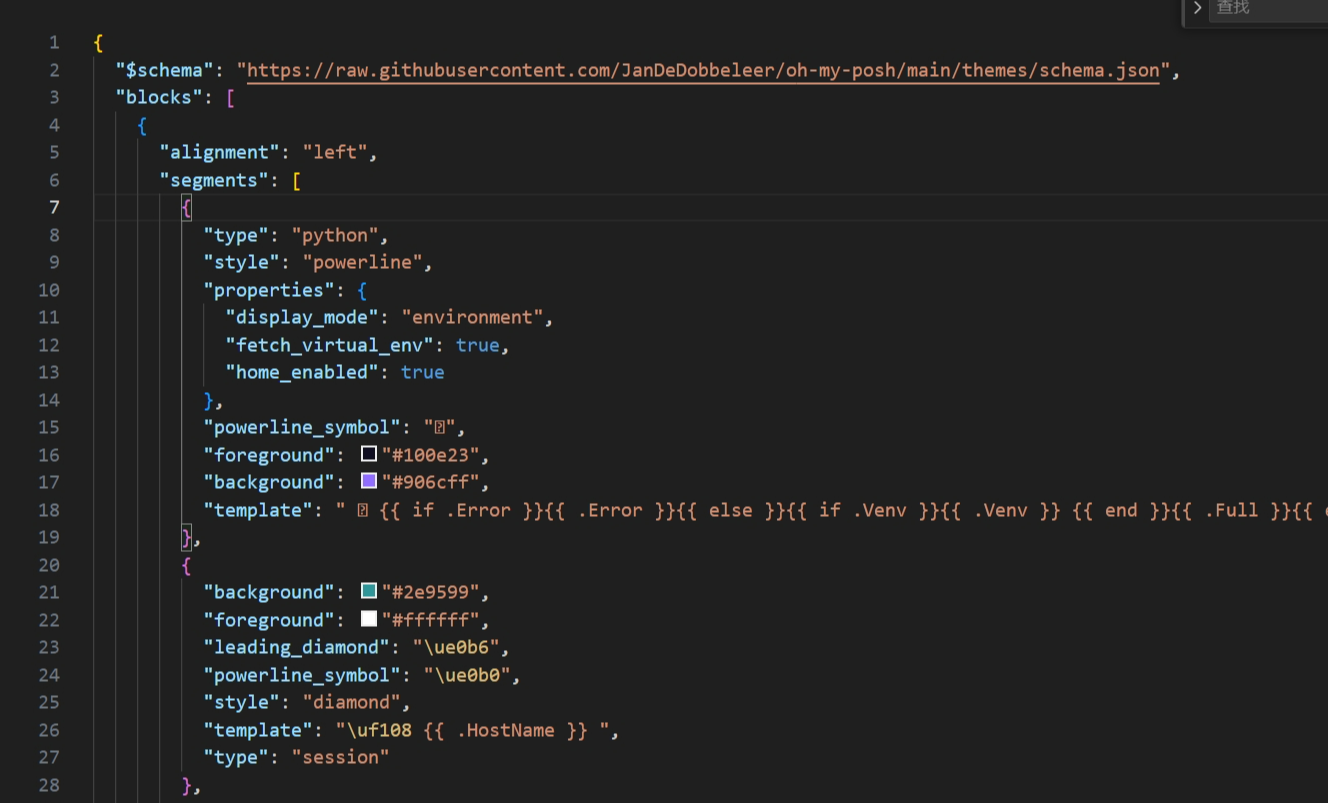 查找
1 {
2 "$schema": "https://raw.githubusercontent.com/JanDeDobbeleer/oh-my-posh/main/themes/schema.json",
3 "blocks": [
4 {
5 "alignment": "left",
6 "segments": [
7 {
8 "type": "python",
9 "style": "powerline",
10 "properties": {
11 "display_mode": "environment",
12 "fetch_virtual_env": true,
13 "home_enabled": true
14 },
15 "powerline_symbol": "",
16 "foreground": "#100e23",
17 "background": "#906cff",
18 "template": "  {{ if .Error }}{{ .Error }}{{ else }}{{ if .Venv }}{{ .Venv }} {{ end }}{{ .Full }}{{
19 },
20 {
21 "background": "#2e9599",
22 "foreground": "#ffffff",
23 "leading_diamond": "\ue0b6",
24 "powerline_symbol": "\ue0b0",
25 "style": "diamond",
26 "template": "\uf108 {{ .HostName }} ",
27 "type": "session"
28 },